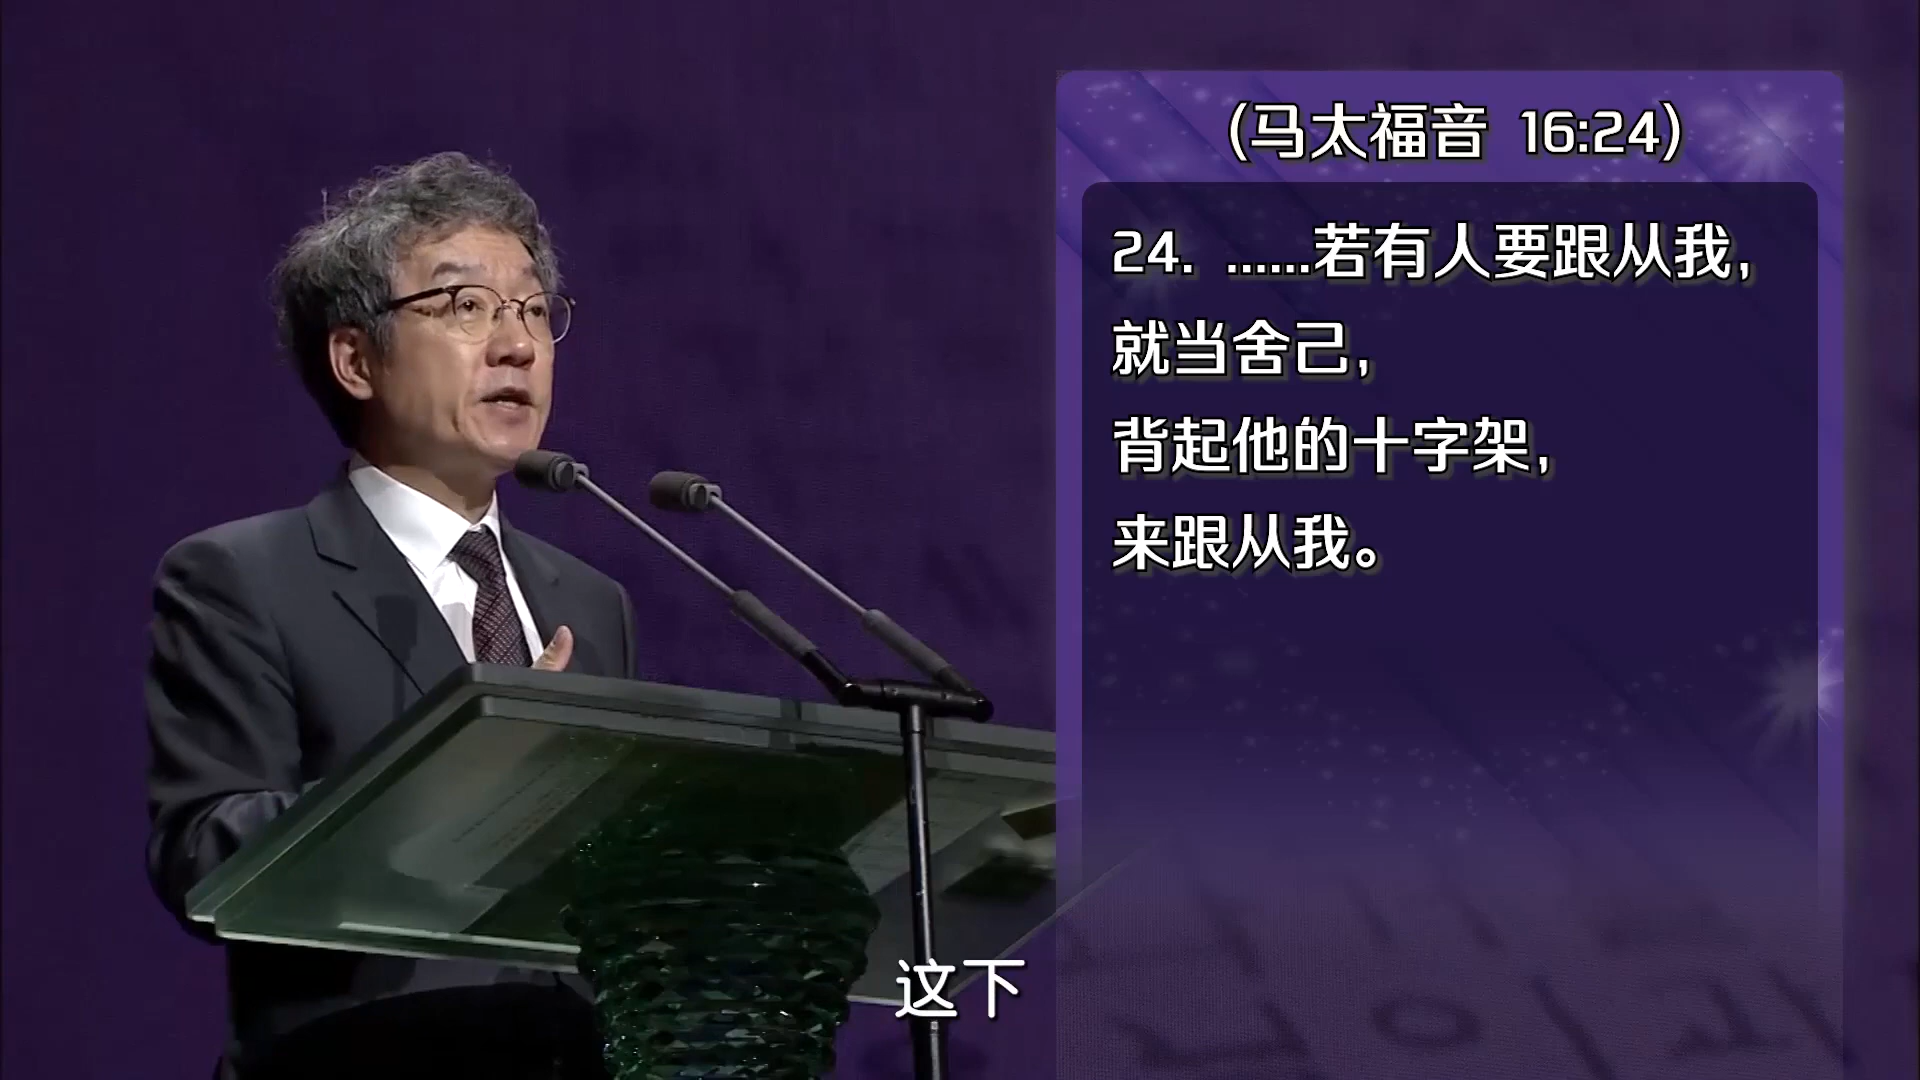 (马太福音 16:24)
24. ......若有人要跟从我,
就当舍己,
背起他的十字架,
来跟从我。
这下